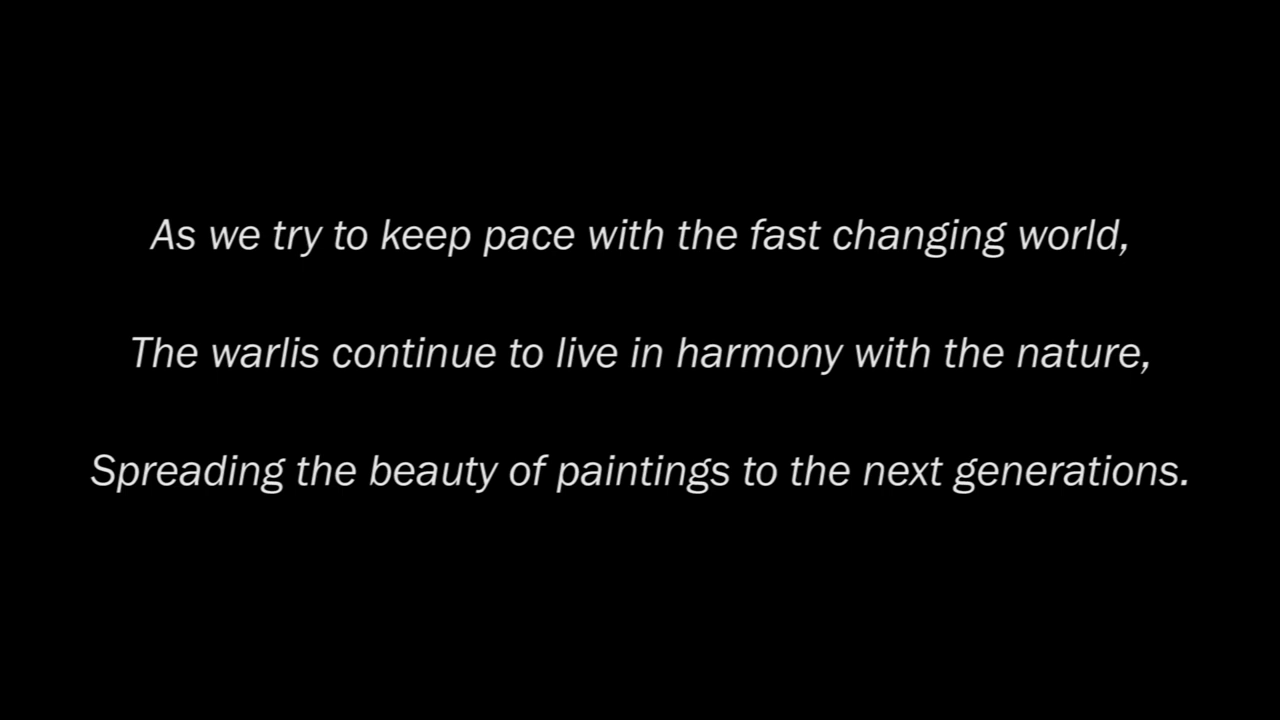 As we try to keep pace with the fast changing world,
The warlis continue to live in harmony with the nature,
Spreading the beauty of paintings to the next generations.